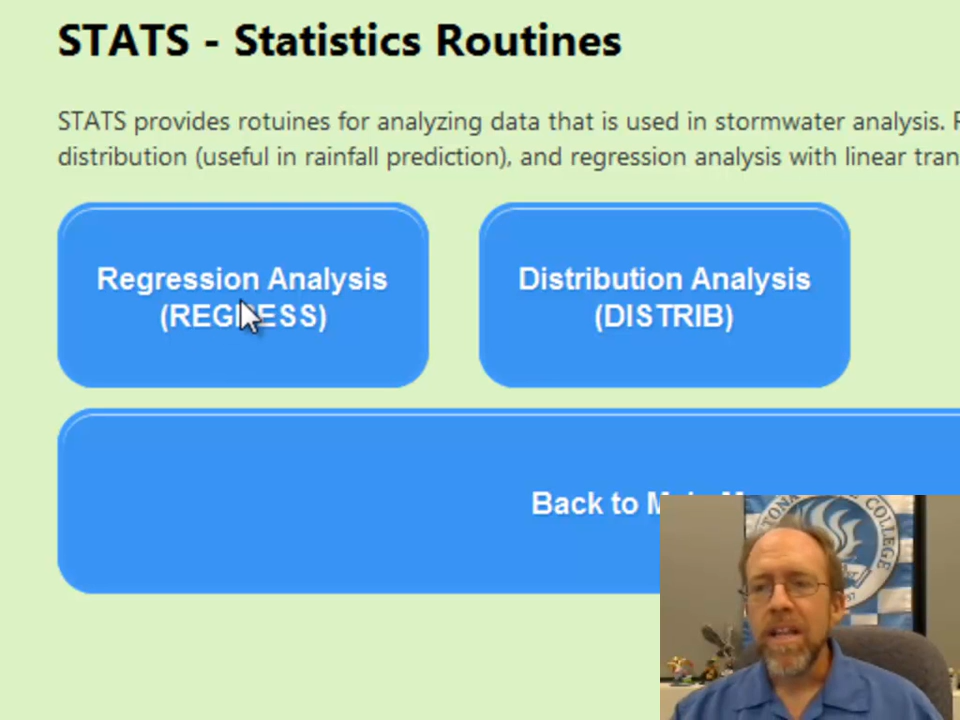 STATS - Statistics Routines
STATS provides rotuines for analyzing data that is used in stormwater analysis.
distribution (useful in rainfall prediction), and regression analysis with linear
Regression Analysis
(REGRESS)
Distribution Analysis
(DISTRIB)
Back to
COLLEGE